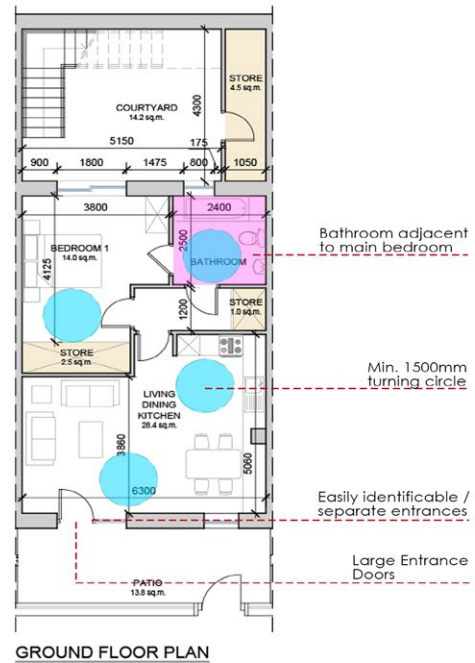 STORE
4.5 sq.m.
COURTYARD
14.2 sq.m.
4300
5150
175
900
1800
1475
800
1050
3800
2400
2500
BEDROOM 1
14.0 sq.m.
4125
BATHROOM
Bathroom adjacent
to main bedroom
1200
STORE
1.0 sq.m.
STORE
2.5 sq.m.
Min. 1500mm
turning circle
LIVING
DINING
KITCHEN
28.4 sq.m.
3860
5060
6300
Easily identificable /
separate entrances
Large Entrance
Doors
PATIO
13.8 sq.m.
GROUND FLOOR PLAN